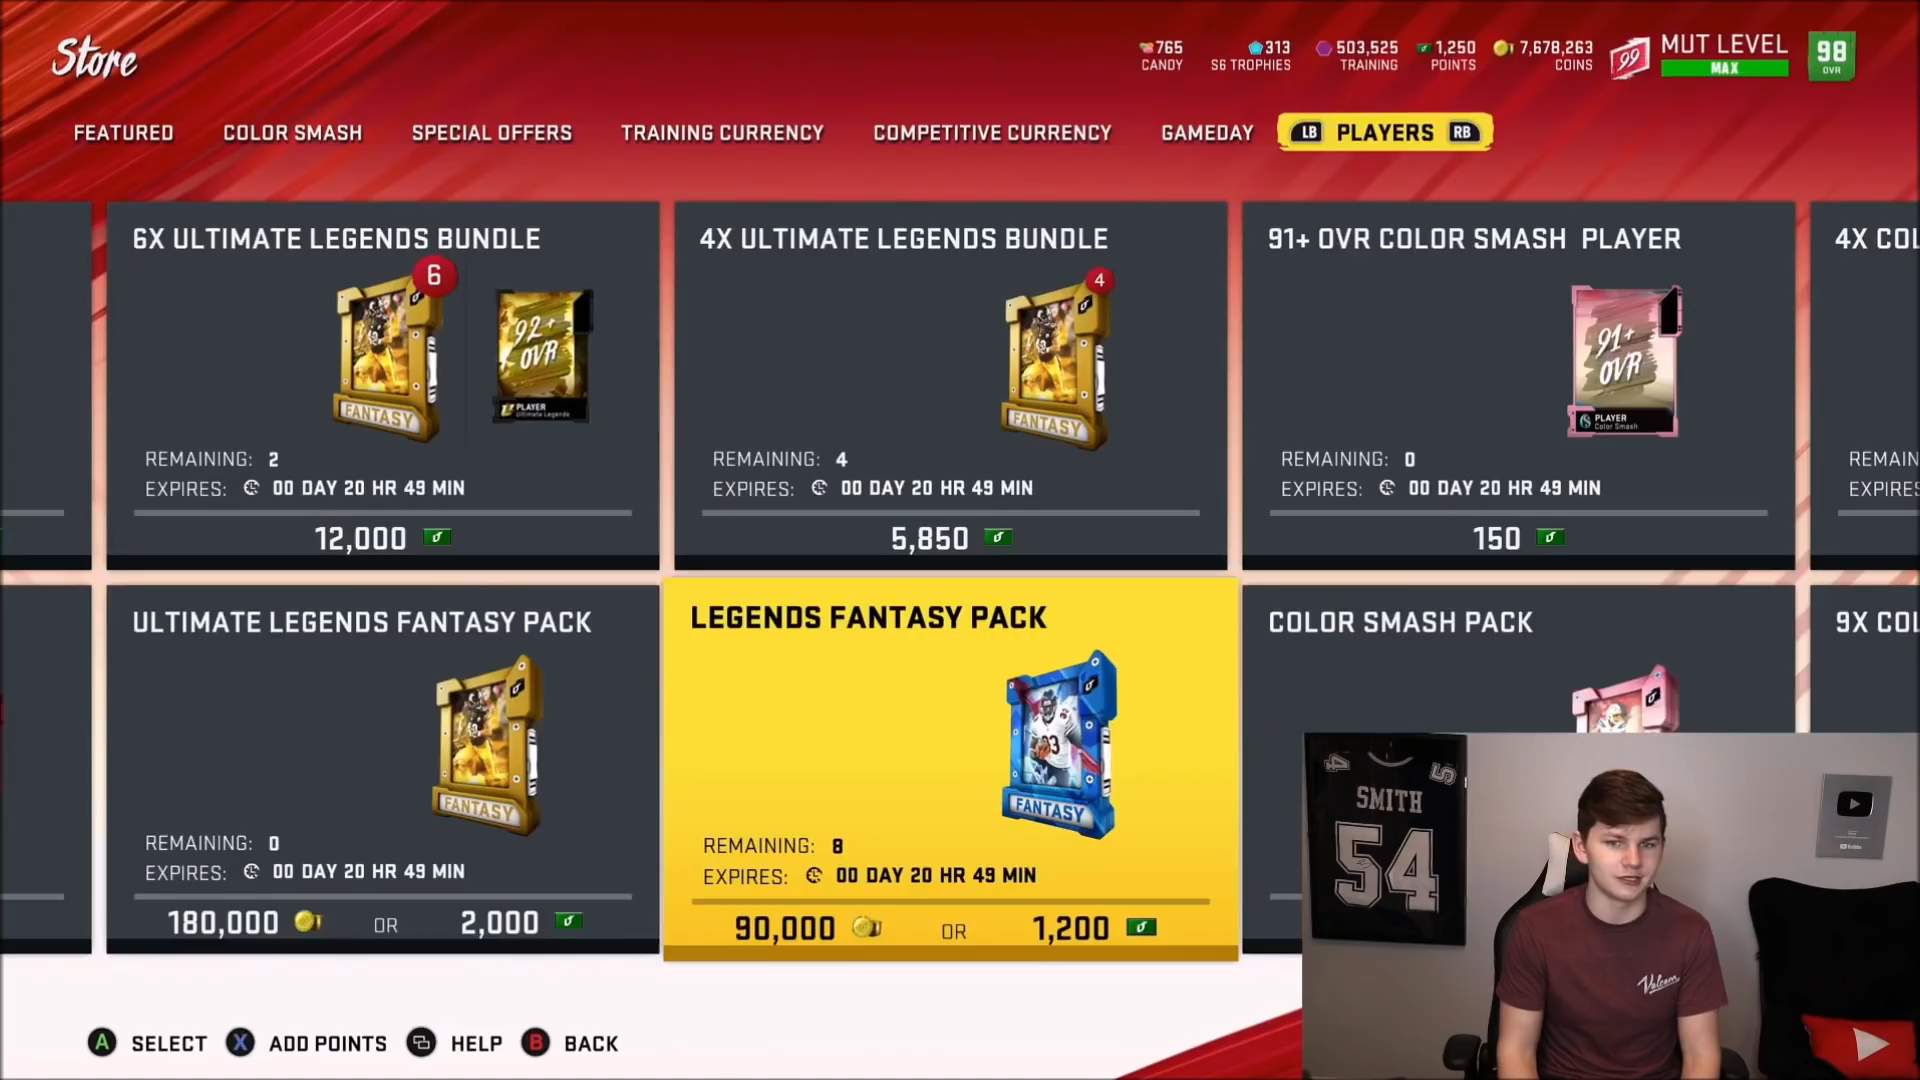 Store
765
CANDY
313
S6 TROPHIES
503,525
TRAINING
1,250
POINTS
7,678,263
COINS
99
MUT LEVEL
MAX
98
OVR
FEATURED
COLOR SMASH
SPECIAL OFFERS
TRAINING CURRENCY
COMPETITIVE CURRENCY
GAMEDAY
LB PLAYERS RB
6X ULTIMATE LEGENDS BUNDLE
6
FANTASY
92+
OVR
PLAYER
Ultimate Legends
REMAINING: 2
EXPIRES: 00 DAY 20 HR 49 MIN
12,000
4X ULTIMATE LEGENDS BUNDLE
4
FANTASY
REMAINING: 4
EXPIRES: 00 DAY 20 HR 49 MIN
5,850
91+ OVR COLOR SMASH PLAYER
91+
OVR
PLAYER
Color Smash
REMAINING: 0
EXPIRES: 00 DAY 20 HR 49 MIN
150
4X COL
REMAIN
EXPIRES
ULTIMATE LEGENDS FANTASY PACK
FANTASY
REMAINING: 0
EXPIRES: 00 DAY 20 HR 49 MIN
180,000 OR 2,000
LEGENDS FANTASY PACK
33
FANTASY
REMAINING: 8
EXPIRES: 00 DAY 20 HR 49 MIN
90,000 OR 1,200
COLOR SMASH PACK
9X COL
SMITH
54
Volcom
A SELECT X ADD POINTS HELP B BACK